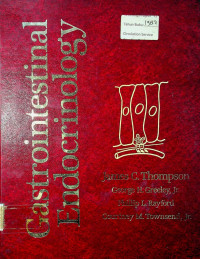 Gastrointestinal
Endocrinology
James C. Thompson
George H. Greeley, Jr.
Phillip L. Rayford
Courtney M. Townsend, Jr.